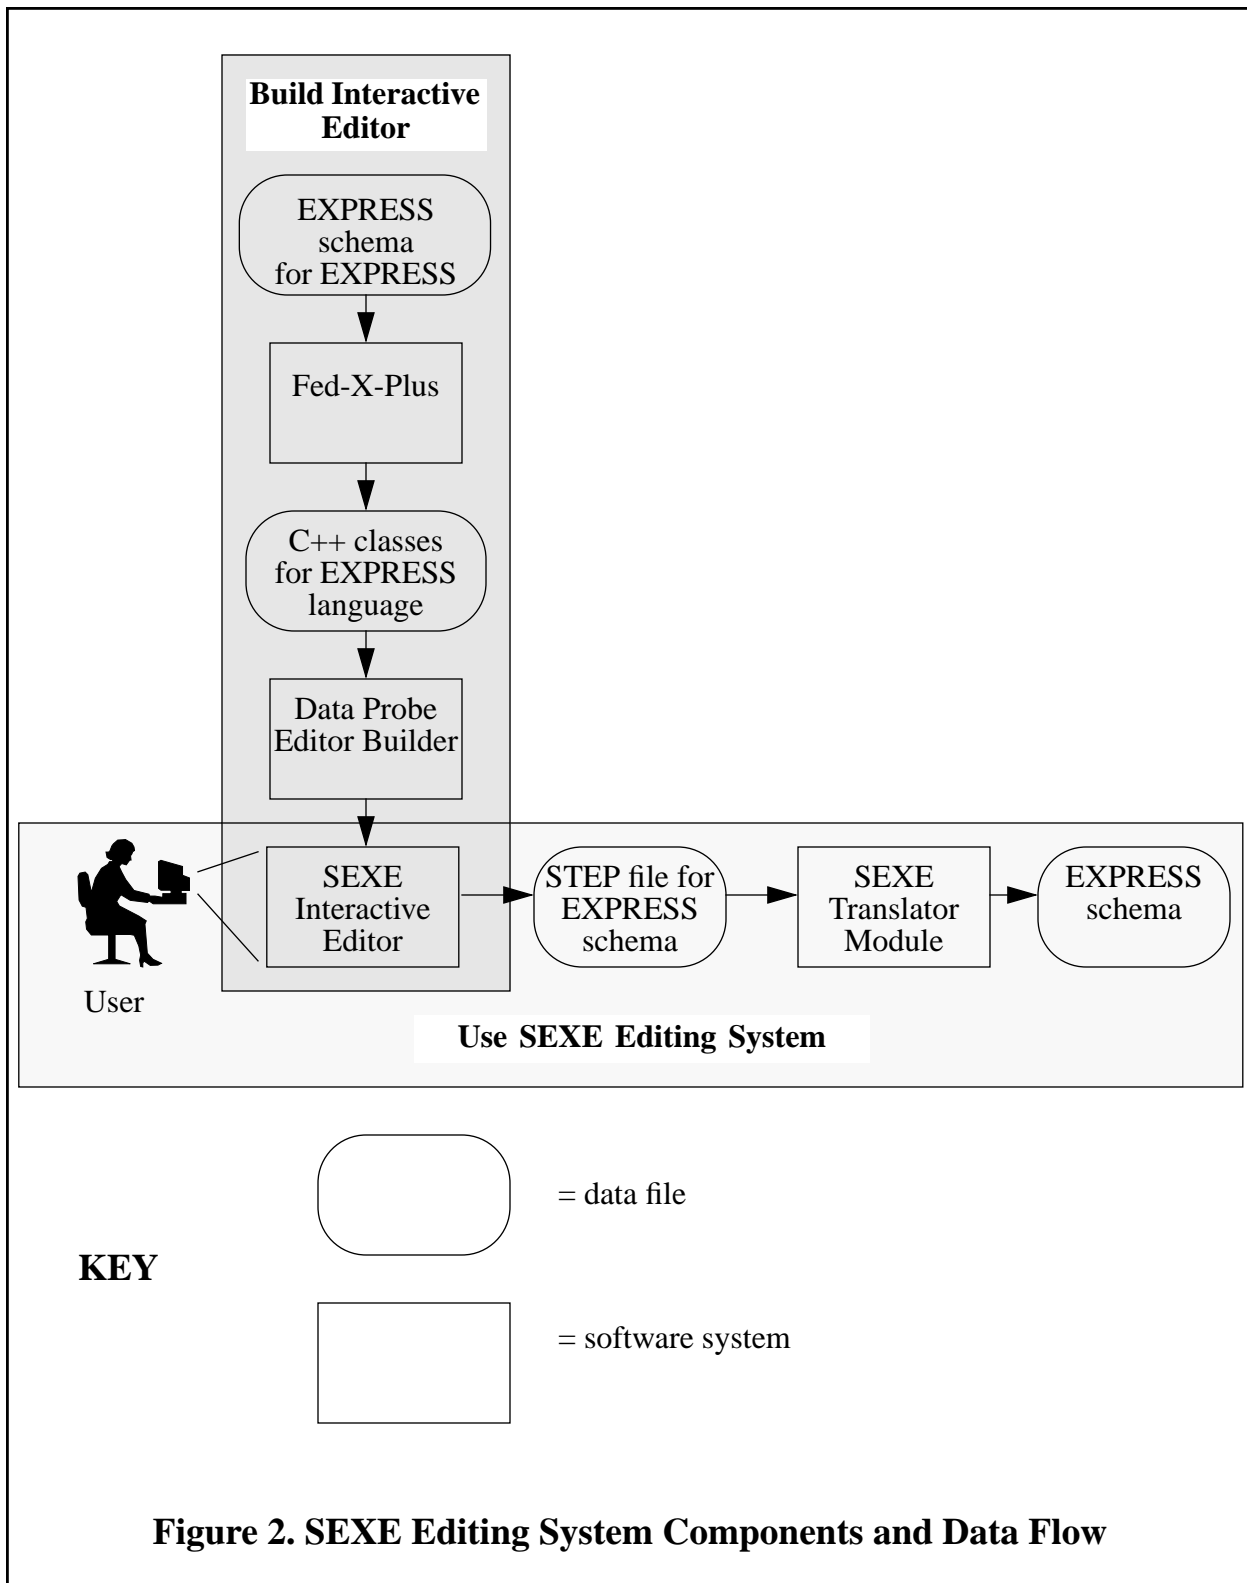 Build Interactive
Editor
EXPRESS
schema
for EXPRESS
Fed-X-Plus
C++ classes
for EXPRESS
language
Data Probe
Editor Builder
SEXE
Interactive
Editor
STEP file for
EXPRESS
schema
SEXE
Translator
Module
EXPRESS
schema
User
Use SEXE Editing System
= data file
KEY
= software system
Figure 2. SEXE Editing System Components and Data Flow